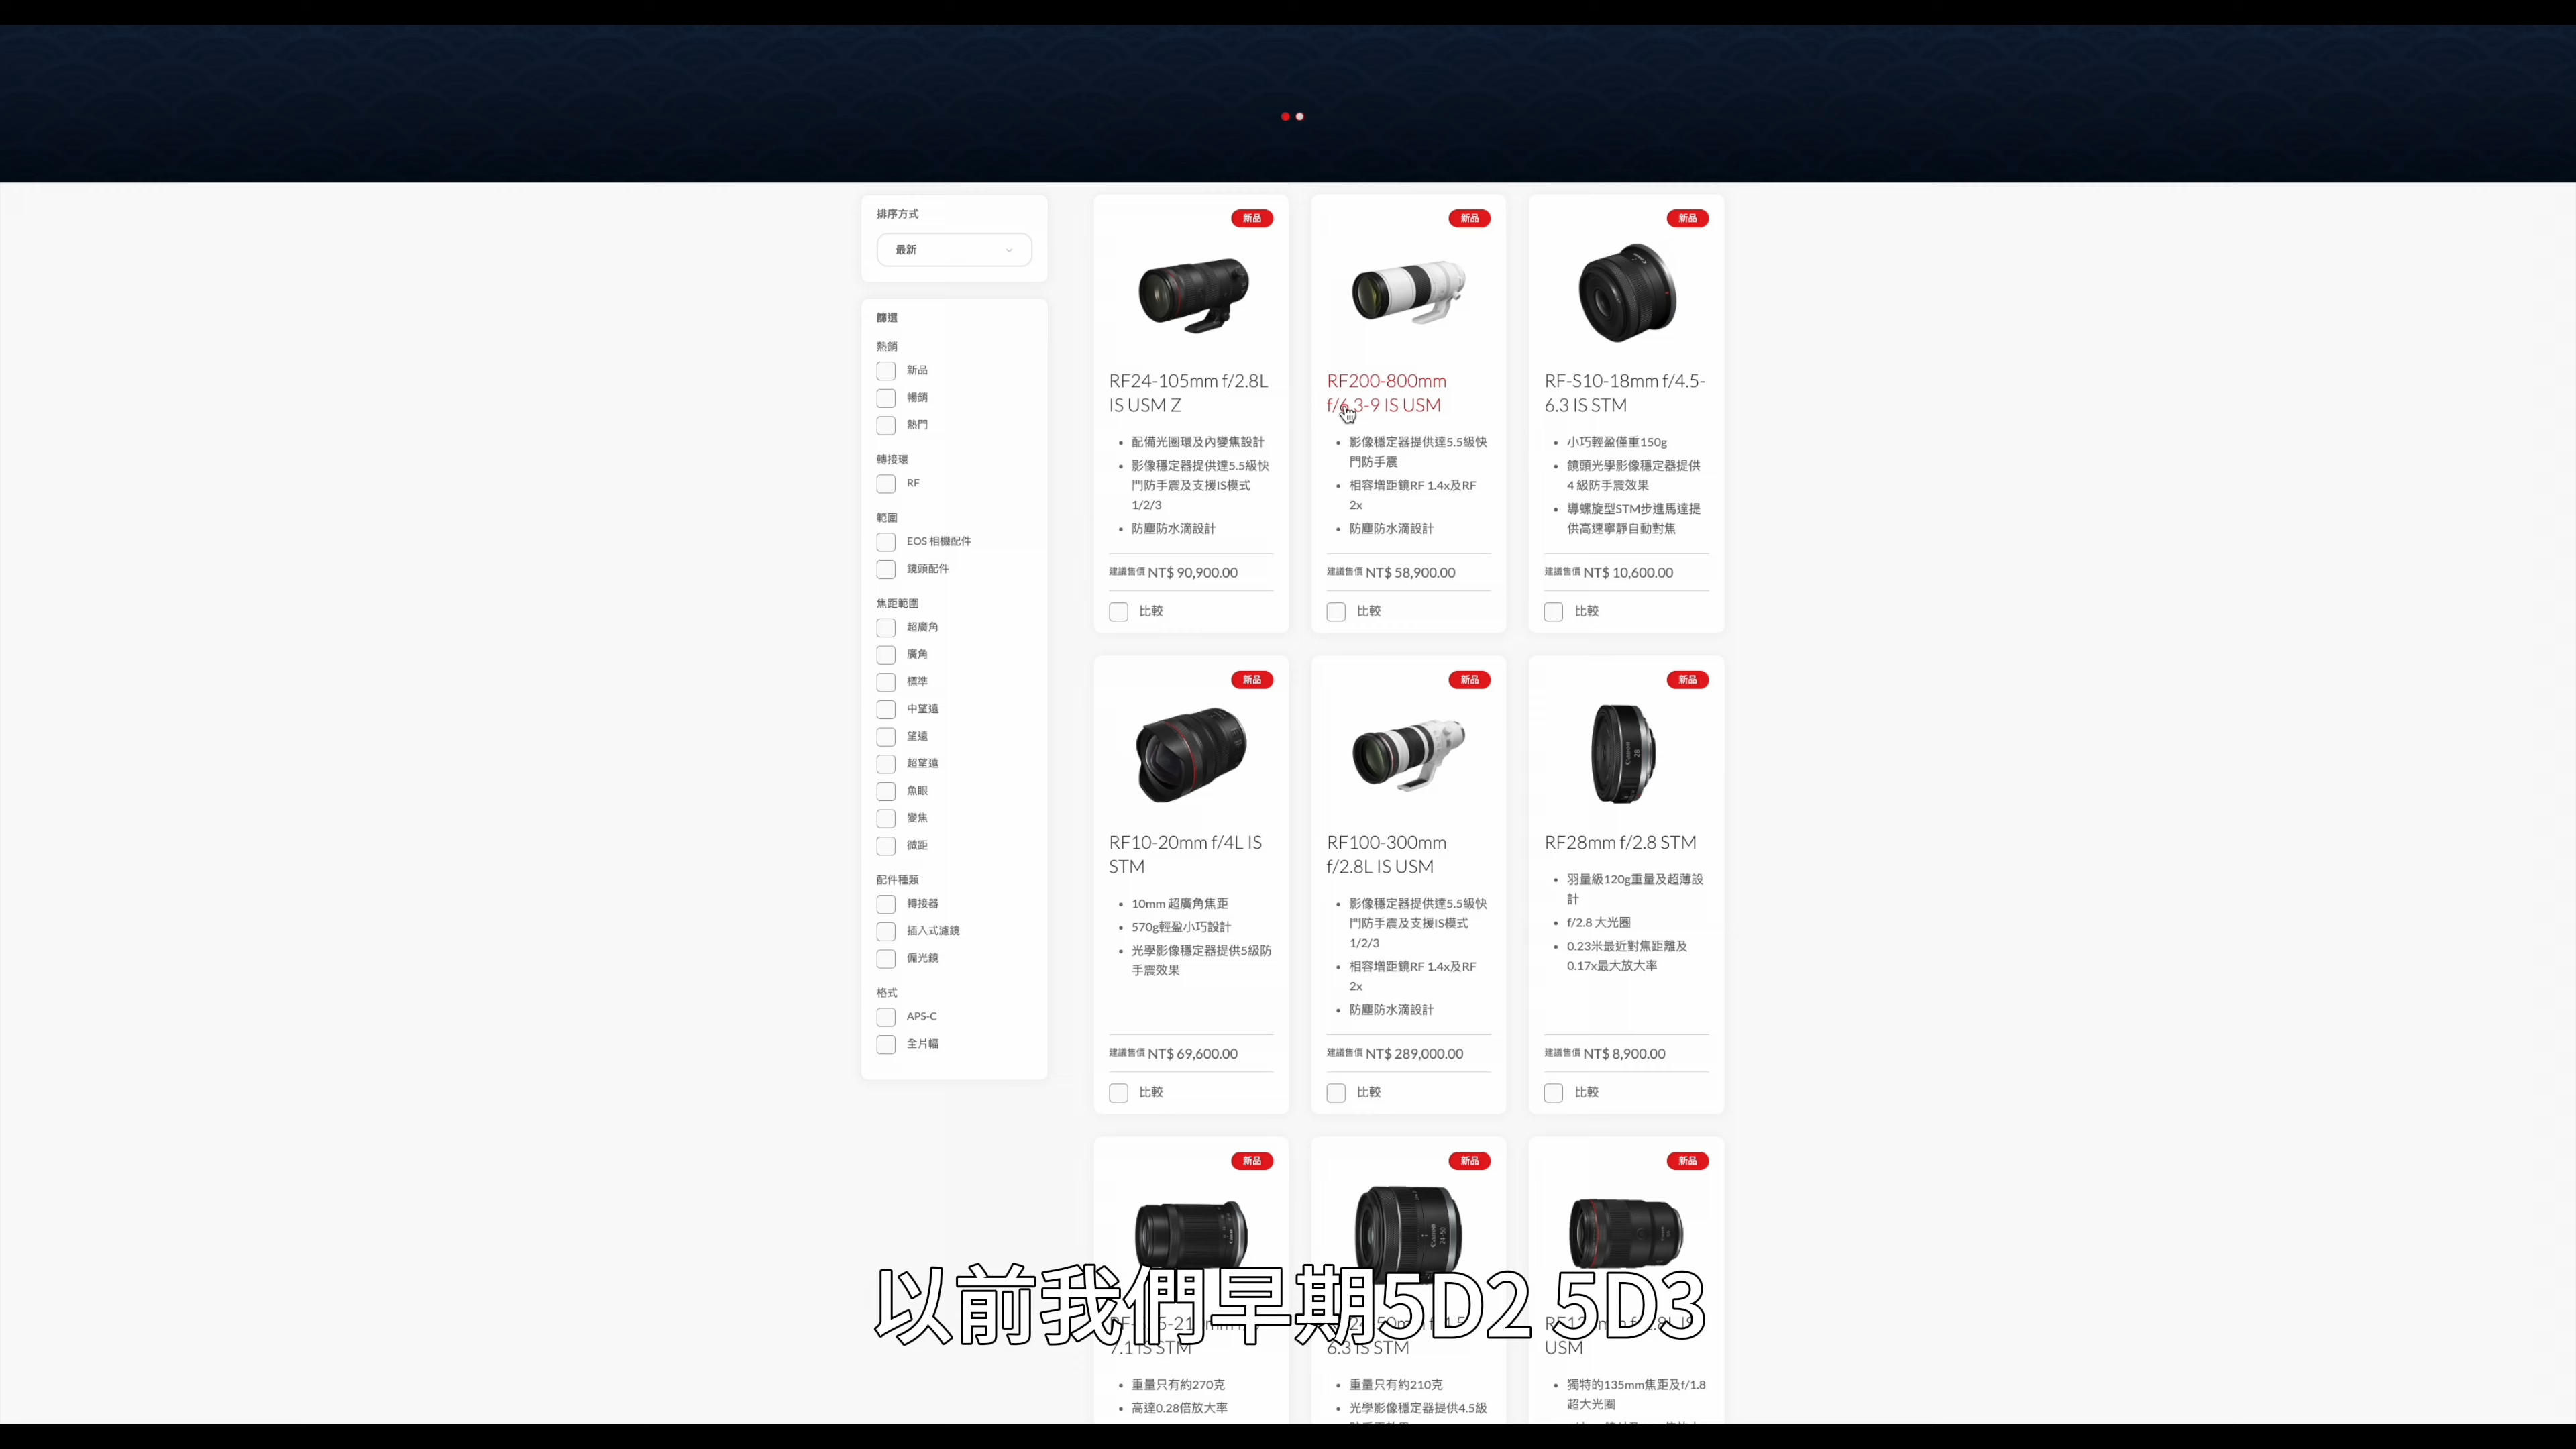 排序方式
最新
篩選
熱銷
新品
暢銷
熱門
轉接環
RF
範圍
EOS 相機配件
鏡頭配件
焦距範圍
超廣角
廣角
標準
中望遠
望遠
超望遠
魚眼
變焦
微距
配件種類
轉接器
插入式濾鏡
偏光鏡
格式
APS-C
全片幅
新品
RF24-105mm f/2.8L
IS USM Z
配備光圈環及內變焦設計
影像穩定器提供達5.5級快
門防手震及支援IS模式
1/2/3
防塵防水滴設計
建議售價 NT$ 90,900.00
比較
新品
RF200-800mm
f/6.3-9 IS USM
影像穩定器提供達5.5級快
門防手震
相容增距鏡RF 1.4x及RF
2x
防塵防水滴設計
建議售價 NT$ 58,900.00
比較
新品
RF-S10-18mm f/4.5-
6.3 IS STM
小巧輕盈僅重150g
鏡頭光學影像穩定器提供
4 級防手震效果
導螺旋型STM步進馬達提
供高速寧靜自動對焦
建議售價 NT$ 10,600.00
比較
新品
RF10-20mm f/4L IS
STM
10mm 超廣角焦距
570g輕盈小巧設計
光學影像穩定器提供5級防
手震效果
建議售價 NT$ 69,600.00
比較
新品
RF100-300mm
f/2.8L IS USM
影像穩定器提供達5.5級快
門防手震及支援IS模式
1/2/3
相容增距鏡RF 1.4x及RF
2x
防塵防水滴設計
建議售價 NT$ 289,000.00
比較
新品
Canon
28
RF28mm f/2.8 STM
羽量級120g重量及超薄設
計
f/2.8 大光圈
0.23米最近對焦距離及
0.17x最大放大率
建議售價 NT$ 8,900.00
比較
新品
7.1 IS STM
重量只有約270克
高達0.28倍放大率
新品
Canon
24-50
6.3 IS STM
重量只有約210克
光學影像穩定器提供4.5級
新品
USM
獨特的135mm焦距及f/1.8
超大光圈
以前我們早期5D2 5D3